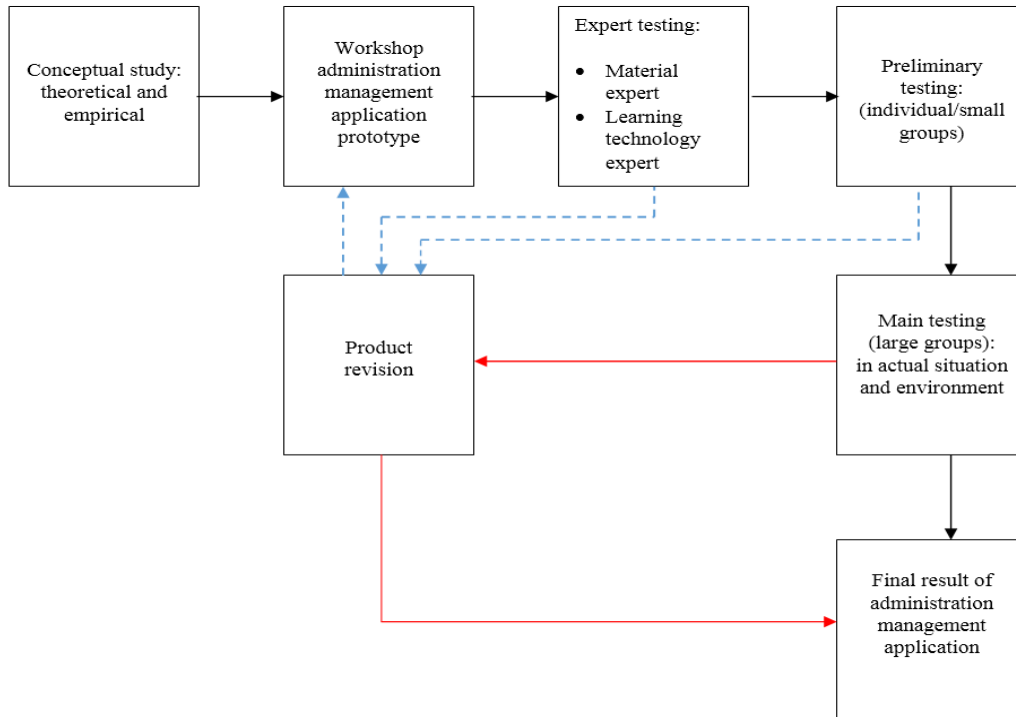 Conceptual study:
theoretical and
empirical
Workshop
administration
management
application
prototype
Expert testing:
• Material
expert
• Learning
technology
expert
Preliminary
testing:
(individual/small
groups)
Product
revision
Main testing
(large groups):
in actual situation
and environment
Final result of
administration
management
application